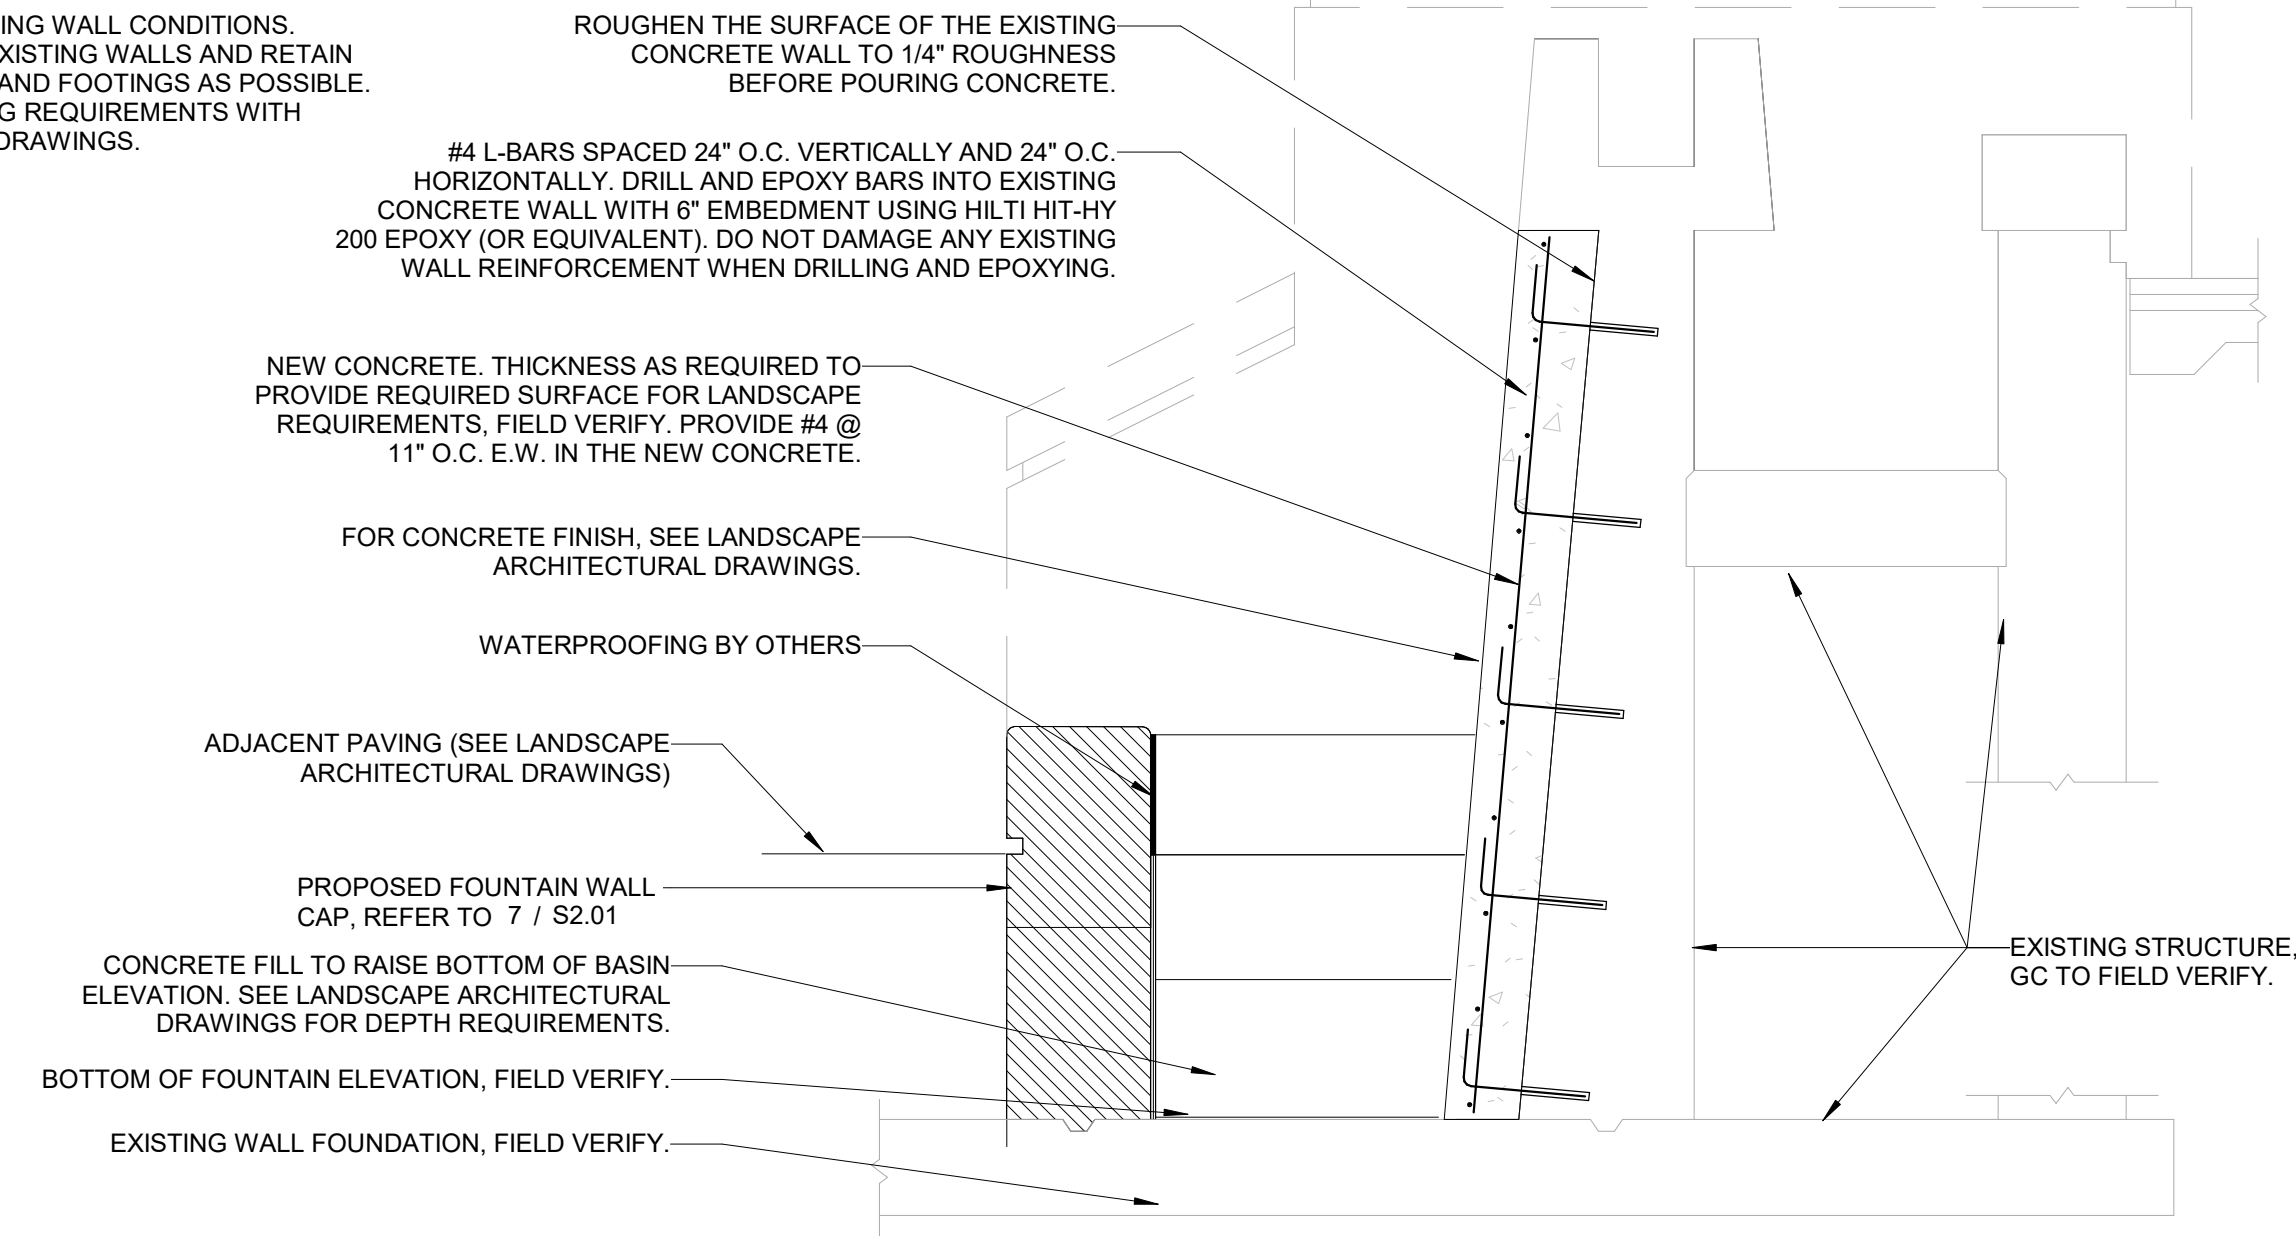 ING WALL CONDITIONS.
XISTING WALLS AND RETAIN
AND FOOTINGS AS POSSIBLE.
G REQUIREMENTS WITH
DRAWINGS.
ROUGHEN THE SURFACE OF THE EXISTING
CONCRETE WALL TO 1/4" ROUGHNESS
BEFORE POURING CONCRETE.
#4 L-BARS SPACED 24" O.C. VERTICALLY AND 24" O.C.
HORIZONTALLY. DRILL AND EPOXY BARS INTO EXISTING
CONCRETE WALL WITH 6" EMBEDMENT USING HILTI HIT-HY
200 EPOXY (OR EQUIVALENT). DO NOT DAMAGE ANY EXISTING
WALL REINFORCEMENT WHEN DRILLING AND EPOXYING.
NEW CONCRETE. THICKNESS AS REQUIRED TO
PROVIDE REQUIRED SURFACE FOR LANDSCAPE
REQUIREMENTS, FIELD VERIFY. PROVIDE #4 @
11" O.C. E.W. IN THE NEW CONCRETE.
FOR CONCRETE FINISH, SEE LANDSCAPE
ARCHITECTURAL DRAWINGS.
WATERPROOFING BY OTHERS
ADJACENT PAVING (SEE LANDSCAPE
ARCHITECTURAL DRAWINGS)
PROPOSED FOUNTAIN WALL
CAP, REFER TO 7 / S2.01
CONCRETE FILL TO RAISE BOTTOM OF BASIN
ELEVATION. SEE LANDSCAPE ARCHITECTURAL
DRAWINGS FOR DEPTH REQUIREMENTS.
BOTTOM OF FOUNTAIN ELEVATION, FIELD VERIFY.
EXISTING WALL FOUNDATION, FIELD VERIFY.
EXISTING STRUCTURE,
GC TO FIELD VERIFY.